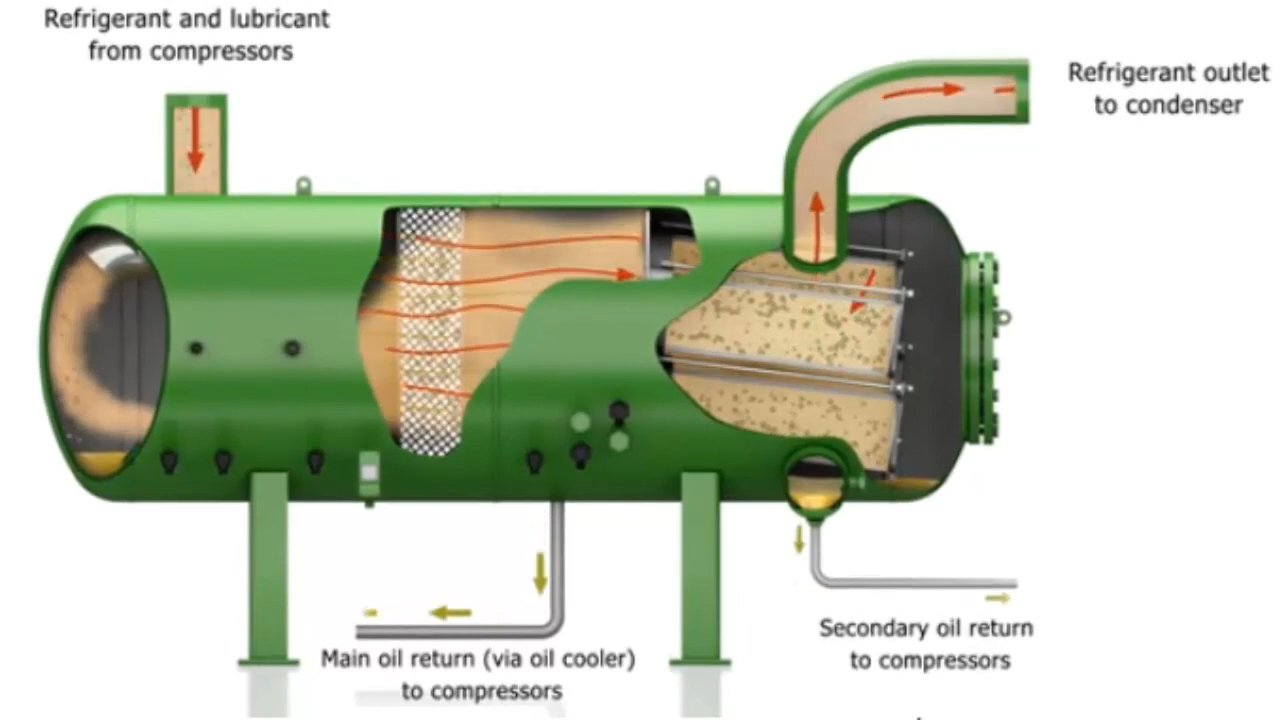 Refrigerant and lubricant
from compressors
Refrigerant outlet
to condenser
Secondary oil return
to compressors
Main oil return (via oil cooler)
to compressors